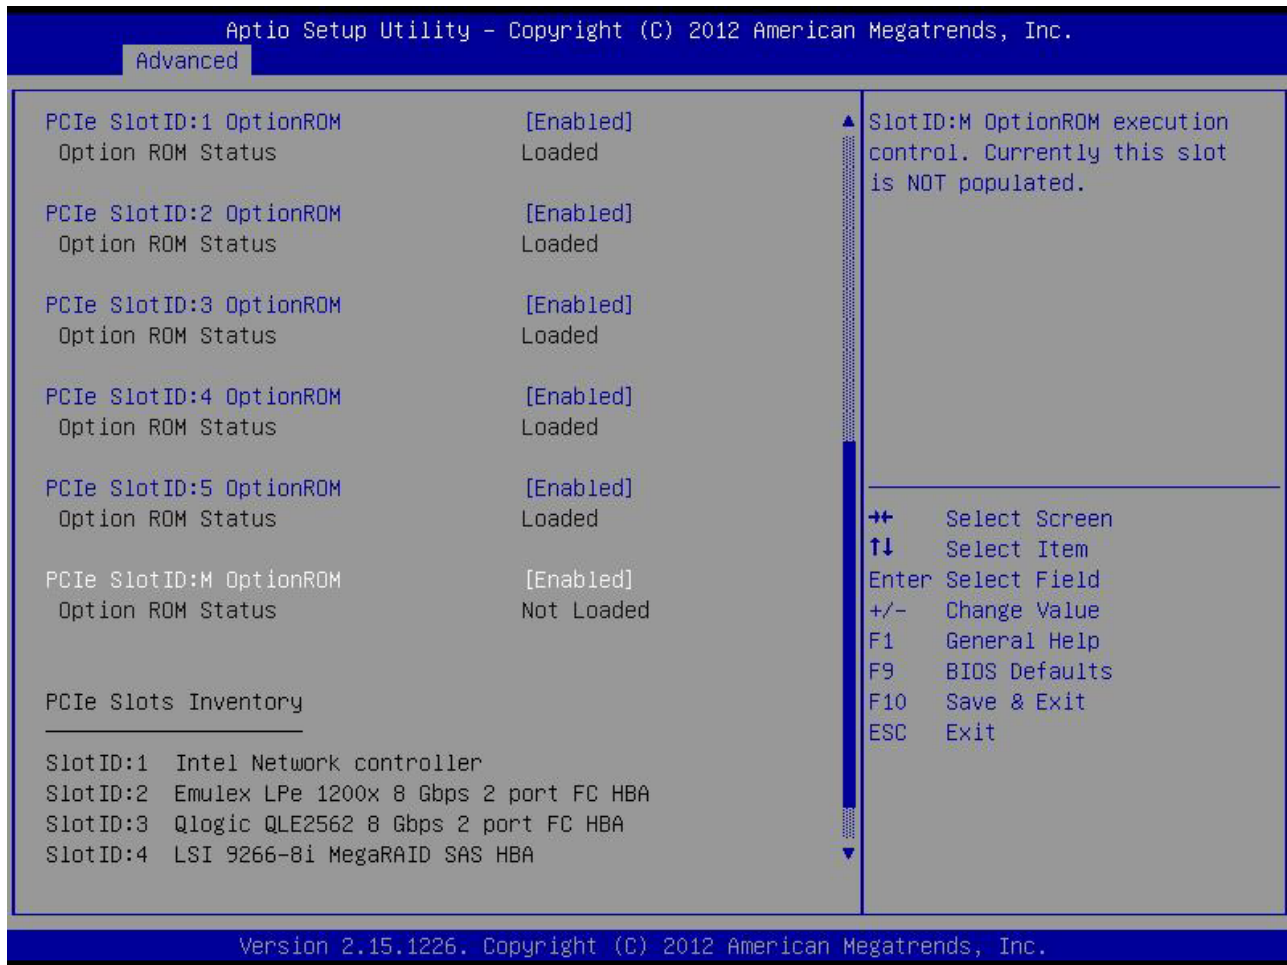 Aptio Setup Utility – Copyright (C) 2012 American Megatrends, Inc.
Advanced
PCIe SlotID:1 OptionROM [Enabled]
Option ROM Status Loaded
PCIe SlotID:2 OptionROM [Enabled]
Option ROM Status Loaded
PCIe SlotID:3 OptionROM [Enabled]
Option ROM Status Loaded
PCIe SlotID:4 OptionROM [Enabled]
Option ROM Status Loaded
PCIe SlotID:5 OptionROM [Enabled]
Option ROM Status Loaded
PCIe SlotID:M OptionROM [Enabled]
Option ROM Status Not Loaded
PCIe Slots Inventory
SlotID:1 Intel Network controller
SlotID:2 Emulex LPe 1200x 8 Gbps 2 port FC HBA
SlotID:3 Qlogic QLE2562 8 Gbps 2 port FC HBA
SlotID:4 LSI 9266-8i MegaRAID SAS HBA
SlotID:M OptionROM execution
control. Currently this slot
is NOT populated.
→← Select Screen
↑↓ Select Item
Enter Select Field
+/- Change Value
F1 General Help
F9 BIOS Defaults
F10 Save & Exit
ESC Exit
Version 2.15.1226. Copyright (C) 2012 American Megatrends, Inc.